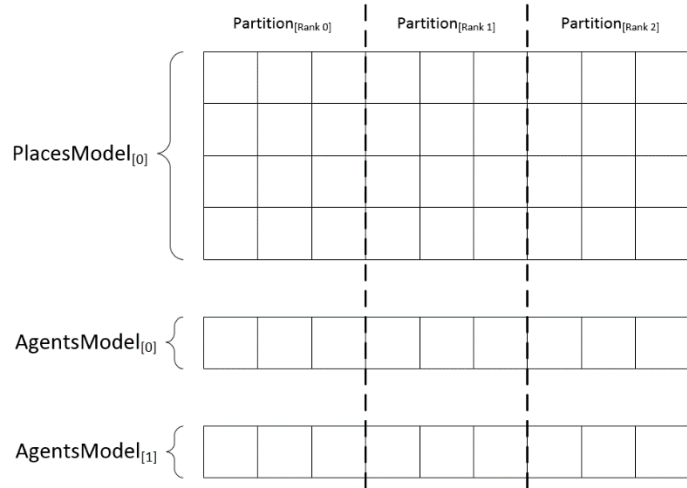 Partition[Rank 0] Partition[Rank 1] Partition[Rank 2]
PlacesModel[0]
AgentsModel[0]
AgentsModel[1]